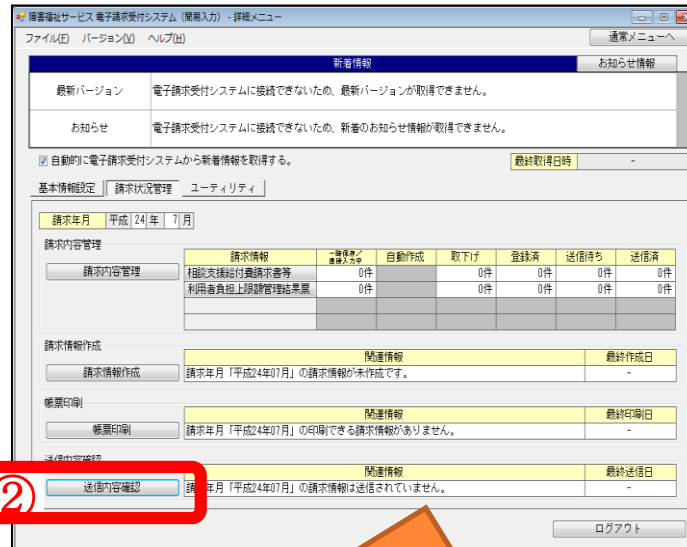 障害福祉サービス 電子請求受付システム (簡易入力) - 詳細メニュー
ファイル(F) バージョン(V) ヘルプ(H) 通常メニューへ
新着情報 お知らせ情報
最新バージョン 電子請求受付システムに接続できないため、最新バージョンが取得できません。
お知らせ 電子請求受付システムに接続できないため、新着のお知らせ情報が取得できません。
自動的に電子請求受付システムから新着情報を取得する。 最終取得日時 -
基本情報設定 請求状況管理 ユーティリティ
請求年月 平成 24 年 7 月
請求内容管理
請求情報 一時保存/直接入力中 自動作成 取下げ 登録済 送信待ち 送信済
請求内容管理 相談支援給付費請求書等 0件 0件 0件 0件 0件
利用者負担上限額管理結果票 0件 0件 0件 0件 0件
請求情報作成
関連情報 最終作成日
請求情報作成 請求年月「平成24年07月」の請求情報が未作成です。 -
帳票印刷
関連情報 最終印刷日
帳票印刷 請求年月「平成24年07月」の印刷できる請求情報がありません。 -
送信内容確認
関連情報 最終送信日
② 送信内容確認 請求年月「平成24年07月」の請求情報は送信されていません。 -
ログアウト